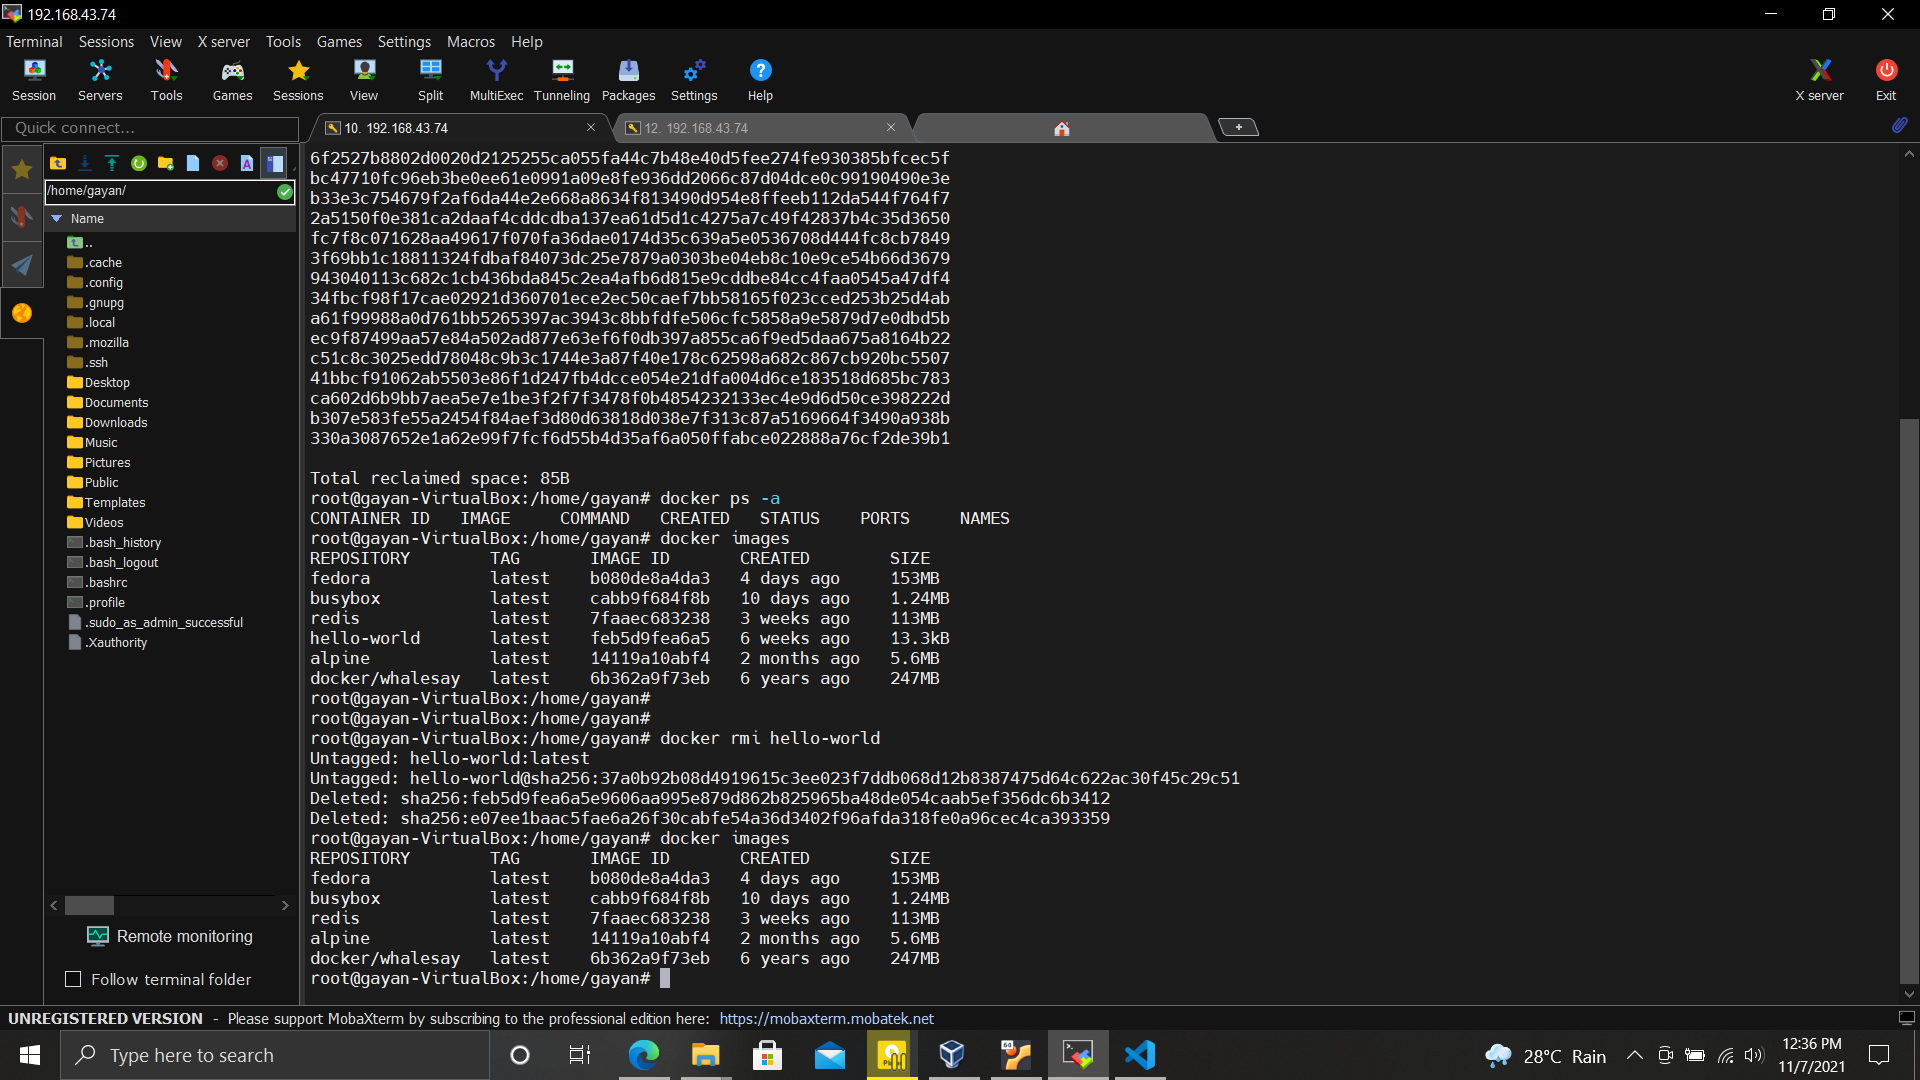 192.168.43.74
Terminal Sessions View X server Tools Games Settings Macros Help
Session Servers Tools Games Sessions View Split MultiExec Tunneling Packages Settings Help X server Exit
Quick connect...
10. 192.168.43.74
12. 192.168.43.74
/home/gayan/
Name
..
.cache
.config
.gnupg
.local
.mozilla
.ssh
Desktop
Documents
Downloads
Music
Pictures
Public
Templates
Videos
.bash_history
.bash_logout
.bashrc
.profile
.sudo_as_admin_successful
.Xauthority
Remote monitoring
Follow terminal folder
6f2527b8802d0020d2125255ca055fa44c7b48e40d5fee274fe930385bfcec5f
bc47710fc96eb3be0ee61e0991a09e8fe936dd2066c87d04dce0c99190490e3e
b33e3c754679f2af6da44e2e668a8634f813490d954e8ffeeb112da544f764f7
2a5150f0e381ca2daaf4cddcdba137ea61d5d1c4275a7c49f42837b4c35d3650
fc7f8c071628aa49617f070fa36dae0174d35c639a5e0536708d444fc8cb7849
3f69bb1c18811324fdbaf84073dc25e7879a0303be04eb8c10e9ce54b66d3679
943040113c682c1cb436bda845c2ea4afb6d815e9cddbe84cc4faa0545a47df4
34fbcf98f17cae02921d360701ece2ec50caef7bb58165f023cced253b25d4ab
a61f99988a0d761bb5265397ac3943c8bbfdfe506cfc5858a9e5879d7e0dbd5b
ec9f87499aa57e84a502ad877e63ef6f0db397a855ca6f9ed5daa675a8164b22
c51c8c3025edd78048c9b3c1744e3a87f40e178c62598a682c867cb920bc5507
41bbcf91062ab5503e86f1d247fb4dcce054e21dfa004d6ce183518d685bc783
ca602d6b9bb7aea5e7e1be3f2f7f3478f0b4854232133ec4e9d6d50ce398222d
b307e583fe55a2454f84aef3d80d63818d038e7f313c87a5169664f3490a938b
330a3087652e1a62e99f7fcf6d55b4d35af6a050ffabce022888a76cf2de39b1
Total reclaimed space: 85B
root@gayan-VirtualBox:/home/gayan# docker ps -a
CONTAINER ID IMAGE COMMAND CREATED STATUS PORTS NAMES
root@gayan-VirtualBox:/home/gayan# docker images
REPOSITORY TAG IMAGE ID CREATED SIZE
fedora latest b080de8a4da3 4 days ago 153MB
busybox latest cabb9f684f8b 10 days ago 1.24MB
redis latest 7faaec683238 3 weeks ago 113MB
hello-world latest feb5d9fea6a5 6 weeks ago 13.3kB
alpine latest 14119a10abf4 2 months ago 5.6MB
docker/whalesay latest 6b362a9f73eb 6 years ago 247MB
root@gayan-VirtualBox:/home/gayan#
root@gayan-VirtualBox:/home/gayan#
root@gayan-VirtualBox:/home/gayan# docker rmi hello-world
Untagged: hello-world:latest
Untagged: hello-world@sha256:37a0b92b08d4919615c3ee023f7ddb068d12b8387475d64c622ac30f45c29c51
Deleted: sha256:feb5d9fea6a5e9606aa995e879d862b825965ba48de054caab5ef356dc6b3412
Deleted: sha256:e07ee1baac5fae6a26f30cabfe54a36d3402f96afda318fe0a96cec4ca393359
root@gayan-VirtualBox:/home/gayan# docker images
REPOSITORY TAG IMAGE ID CREATED SIZE
fedora latest b080de8a4da3 4 days ago 153MB
busybox latest cabb9f684f8b 10 days ago 1.24MB
redis latest 7faaec683238 3 weeks ago 113MB
alpine latest 14119a10abf4 2 months ago 5.6MB
docker/whalesay latest 6b362a9f73eb 6 years ago 247MB
root@gayan-VirtualBox:/home/gayan#
UNREGISTERED VERSION - Please support MobaXterm by subscribing to the professional edition here: https://mobaxterm.mobatek.net
Type here to search
28°C Rain
12:36 PM
11/7/2021